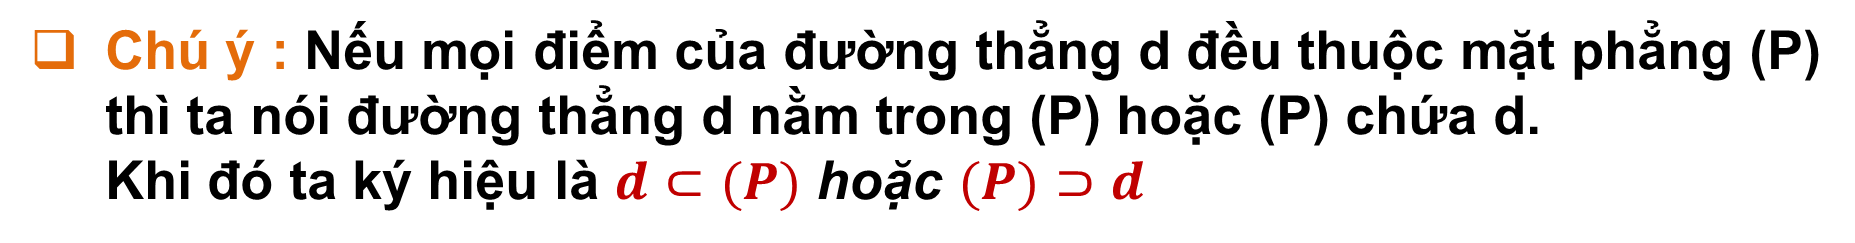 ❑ Chú ý : Nếu mọi điểm của đường thẳng d đều thuộc mặt phẳng (P)
thì ta nói đường thẳng d nằm trong (P) hoặc (P) chứa d.
Khi đó ta ký hiệu là d ⊂ (P) hoặc (P) ⊃ d